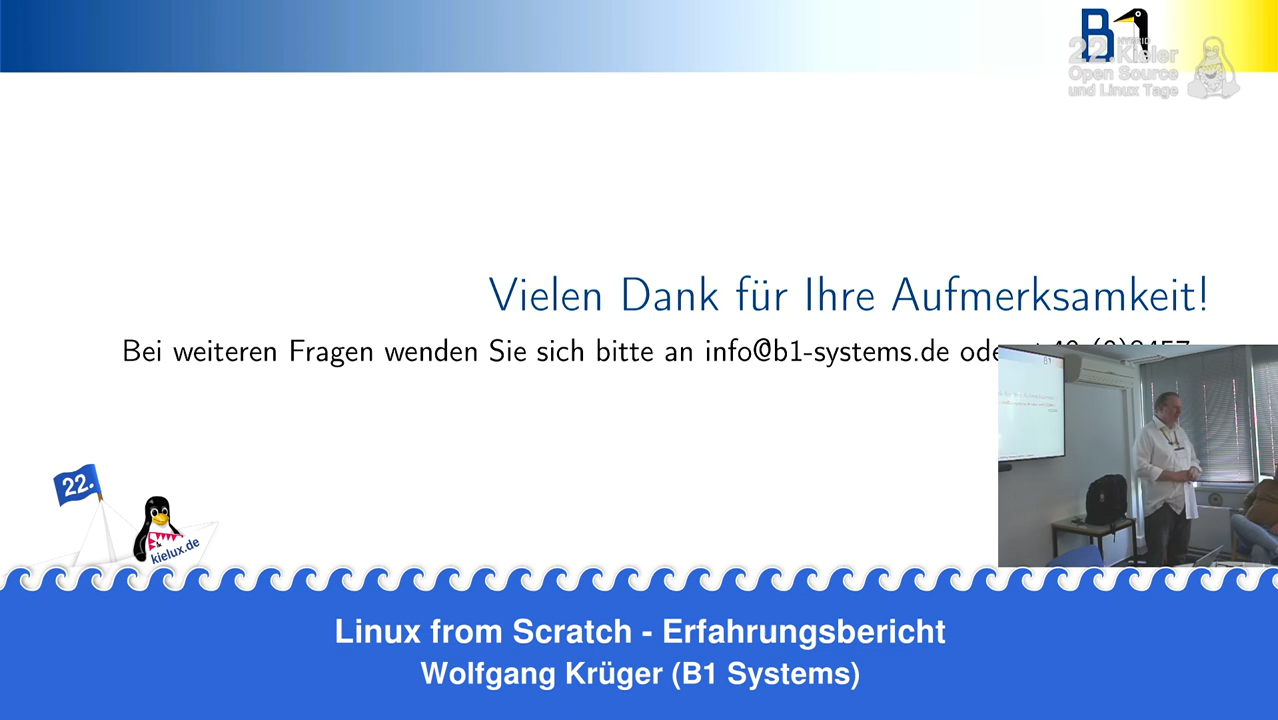 B1
22. Kieler
Open Source
und Linux Tage
Vielen Dank für Ihre Aufmerksamkeit!
Bei weiteren Fragen wenden Sie sich bitte an info@b1-systems.de
22.
kielux.de
Linux from Scratch - Erfahrungsbericht
Wolfgang Krüger (B1 Systems)